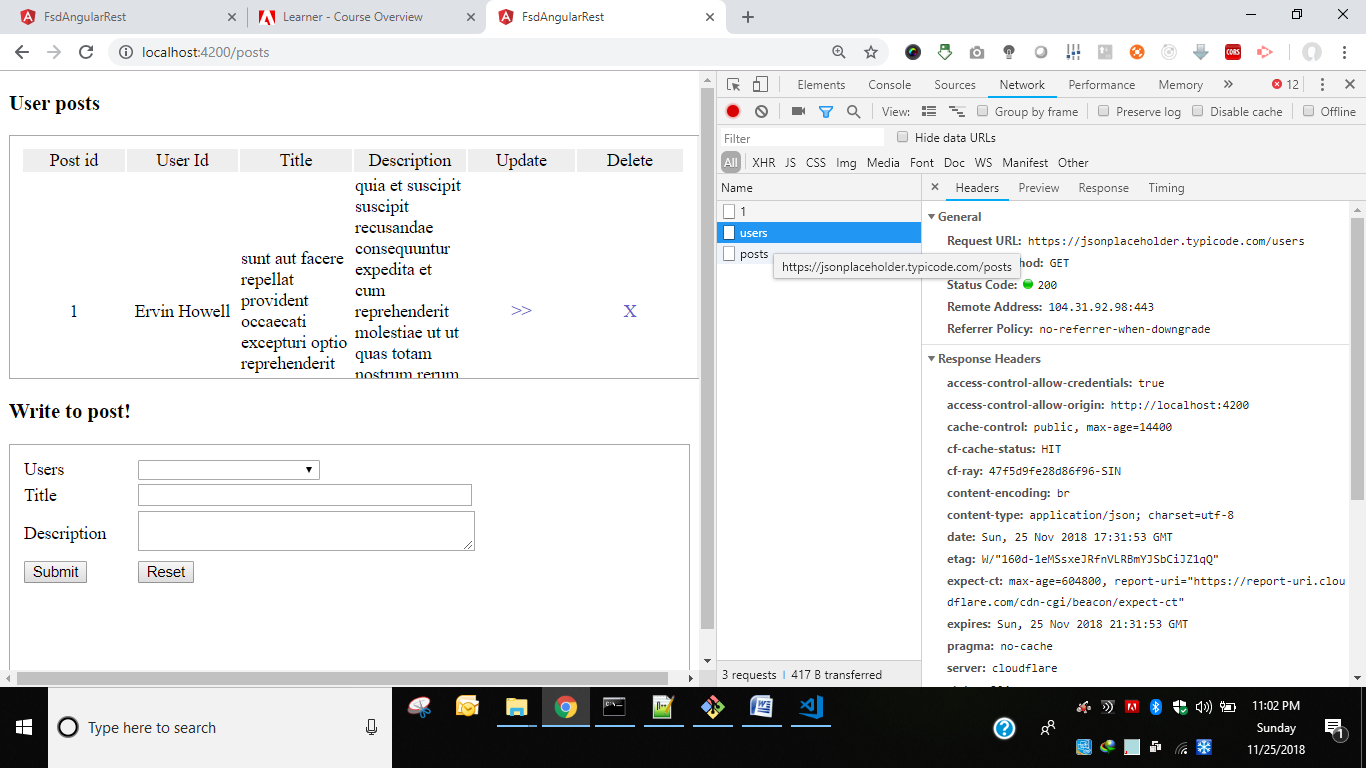 FsdAngularRest
Learner - Course Overview
FsdAngularRest
localhost:4200/posts
CORS
User posts
Post id User Id Title Description Update Delete
1
Ervin Howell
sunt aut facere
repellat
provident
occaecati
excepturi optio
reprehenderit
quia et suscipit
suscipit
recusandae
consequuntur
expedita et
cum
reprehenderit
molestiae ut ut
quas totam
nostrum rerum
>>
X
Write to post!
Users
Title
Description
Submit Reset
Elements Console Sources Network Performance Memory » 12
View: Group by frame Preserve log Disable cache Offline
Filter
Hide data URLs
All XHR JS CSS Img Media Font Doc WS Manifest Other
Name
1
users
posts
https://jsonplaceholder.typicode.com/posts
3 requests 417 B transferred
× Headers Preview Response Timing
General
Request URL: https://jsonplaceholder.typicode.com/users
hod: GET
Status Code: 200
Remote Address: 104.31.92.98:443
Referrer Policy: no-referrer-when-downgrade
Response Headers
access-control-allow-credentials: true
access-control-allow-origin: http://localhost:4200
cache-control: public, max-age=14400
cf-cache-status: HIT
cf-ray: 47f5d9fe28d86f96-SIN
content-encoding: br
content-type: application/json; charset=utf-8
date: Sun, 25 Nov 2018 17:31:53 GMT
etag: W/"160d-1eMSsxeJRfnVLRBmYJSbCiJZ1qQ"
expect-ct: max-age=604800, report-uri="https://report-uri.clou
dflare.com/cdn-cgi/beacon/expect-ct"
expires: Sun, 25 Nov 2018 21:31:53 GMT
pragma: no-cache
server: cloudflare
Type here to search
11:02 PM
Sunday
11/25/2018
1